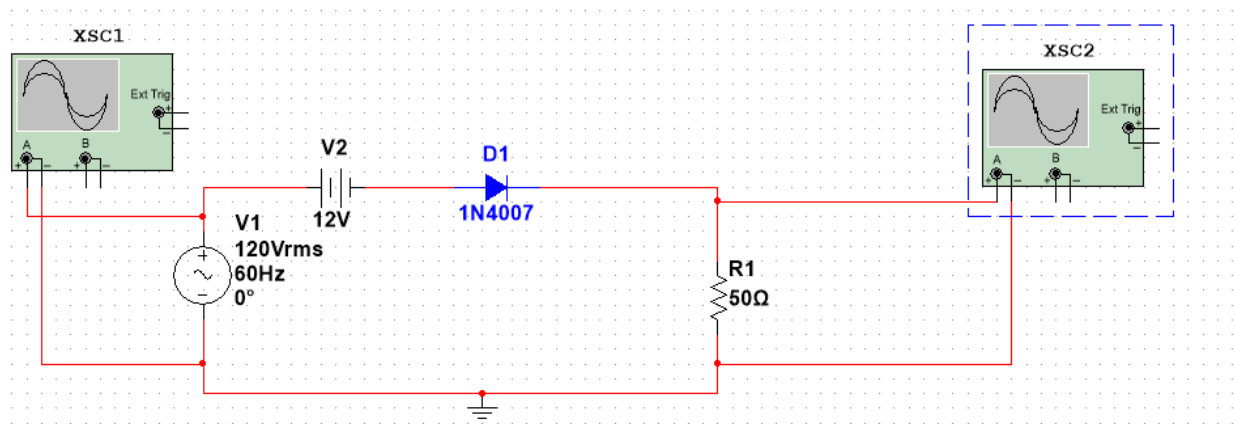 XSC1
Ext Trig
+
−
A
B
+ − + −
V2
12V
D1
1N4007
V1
120Vrms
60Hz
0°
+
−
R1
50Ω
XSC2
Ext Trig
+
−
A
B
+ − + −